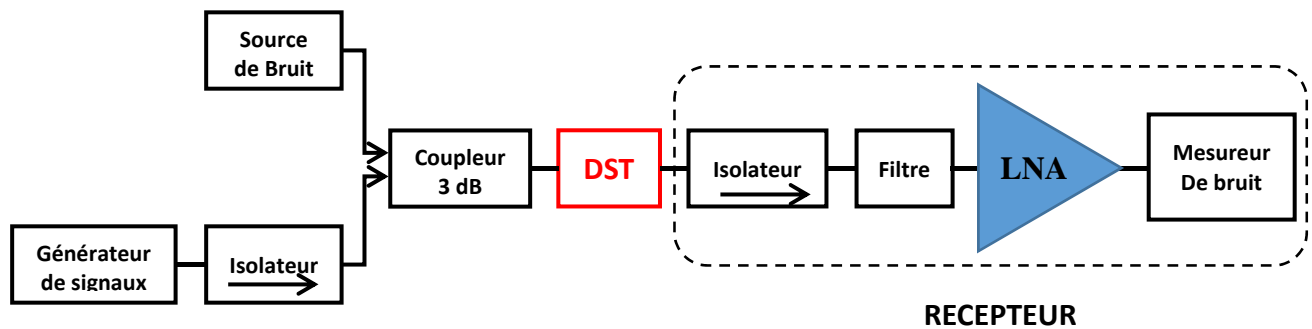 Source
de Bruit
Coupleur
3 dB
DST
Isolateur
Filtre
LNA
Mesureur
De bruit
Générateur
de signaux
Isolateur
RECEPTEUR